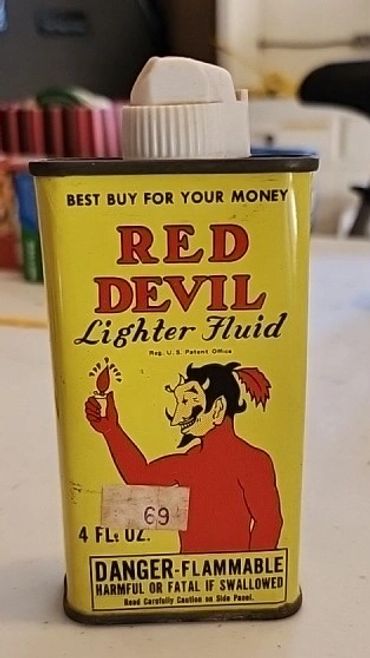 BEST BUY FOR YOUR MONEY
RED
DEVIL
Lighter Fluid
Reg. U.S. Patent Office
69
4 FL. OZ.
DANGER-FLAMMABLE
HARMFUL OR FATAL IF SWALLOWED
Read Carefully Caution on Side Panel.